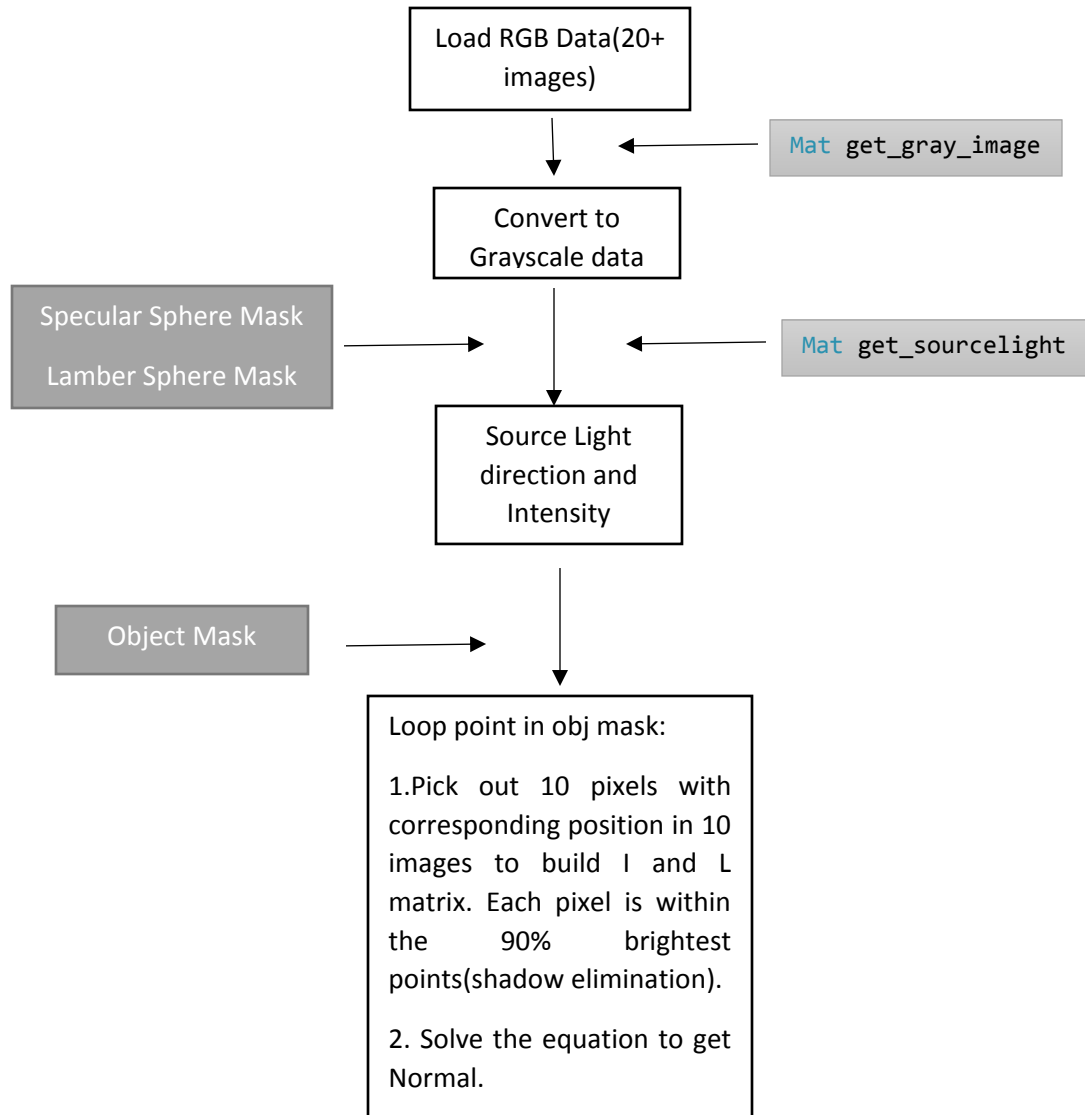 Load RGB Data(20+
images)
Mat get_gray_image
Convert to
Grayscale data
Specular Sphere Mask
Lamber Sphere Mask
Mat get_sourcelight
Source Light
direction and
Intensity
Object Mask
Loop point in obj mask:
1.Pick out 10 pixels with
corresponding position in 10
images to build I and L
matrix. Each pixel is within
the 90% brightest
points(shadow elimination).
2. Solve the equation to get
Normal.